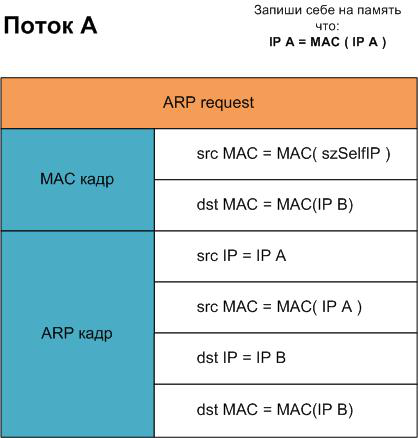 Поток А
Запиши себе на память
что:
IP A = MAC ( IP A )
ARP request
MAC кадр
src MAC = MAC( szSelfIP )
dst MAC = MAC(IP B)
ARP кадр
src IP = IP A
src MAC = MAC( IP A )
dst IP = IP B
dst MAC = MAC(IP B)